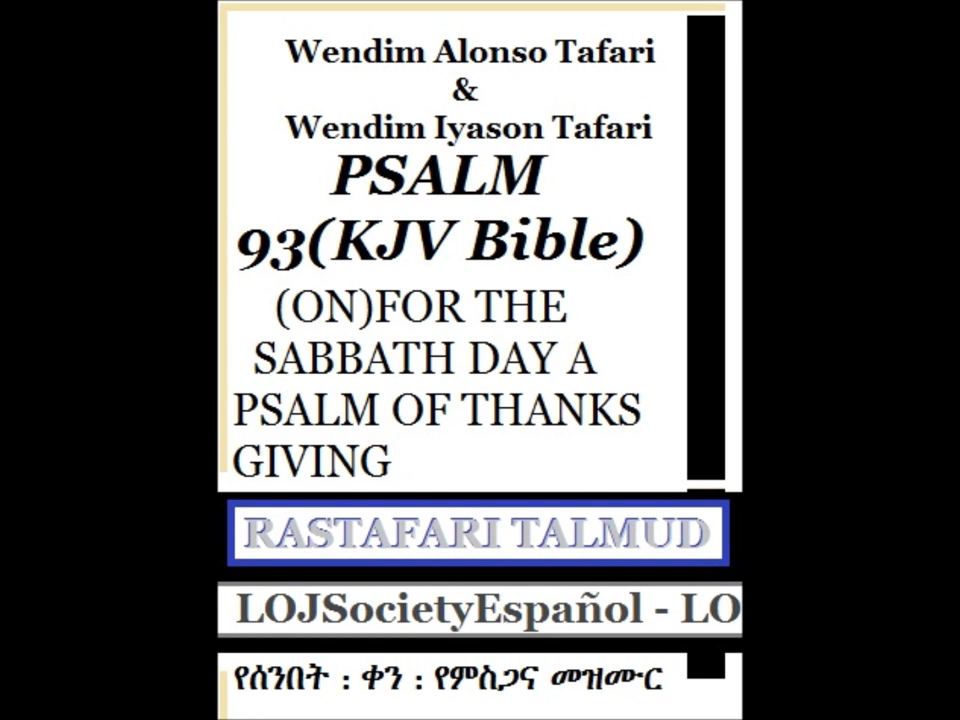 Wendim Alonso Tafari
&
Wendim Iyason Tafari
PSALM
93(KJV Bible)
(ON)FOR THE
SABBATH DAY A
PSALM OF THANKS
GIVING
RASTAFARI TALMUD
LOJSocietyEspañol - LO
የሰንበት : ቀን : የምስጋና መዝሙር